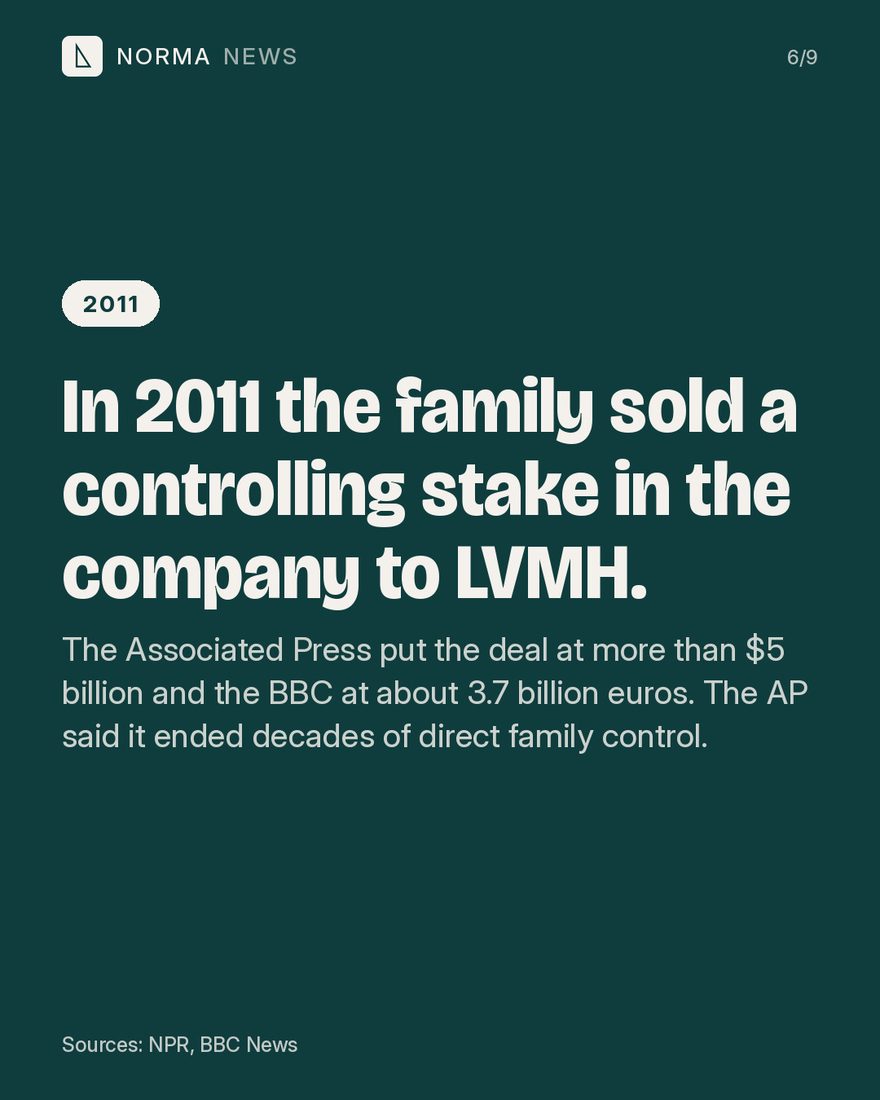 NORMA NEWS
6/9
2011
In 2011 the family sold a
controlling stake in the
company to LVMH.
The Associated Press put the deal at more than $5
billion and the BBC at about 3.7 billion euros. The AP
said it ended decades of direct family control.
Sources: NPR, BBC News